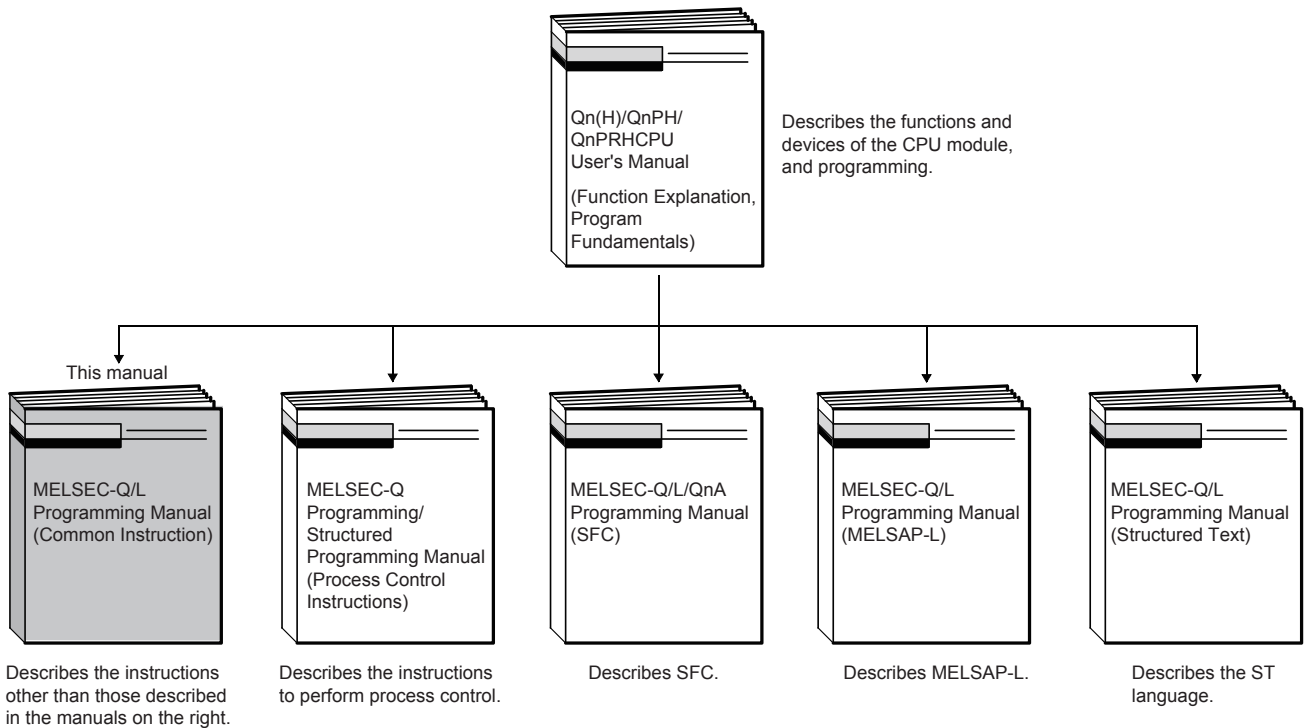 Qn(H)/QnPH/
QnPRHCPU
User's Manual
(Function Explanation,
Program
Fundamentals)
Describes the functions and
devices of the CPU module,
and programming.
This manual
MELSEC-Q/L
Programming Manual
(Common Instruction)
MELSEC-Q
Programming/
Structured
Programming Manual
(Process Control
Instructions)
MELSEC-Q/L/QnA
Programming Manual
(SFC)
MELSEC-Q/L
Programming Manual
(MELSAP-L)
MELSEC-Q/L
Programming Manual
(Structured Text)
Describes the instructions
other than those described
in the manuals on the right.
Describes the instructions
to perform process control.
Describes SFC.
Describes MELSAP-L.
Describes the ST
language.